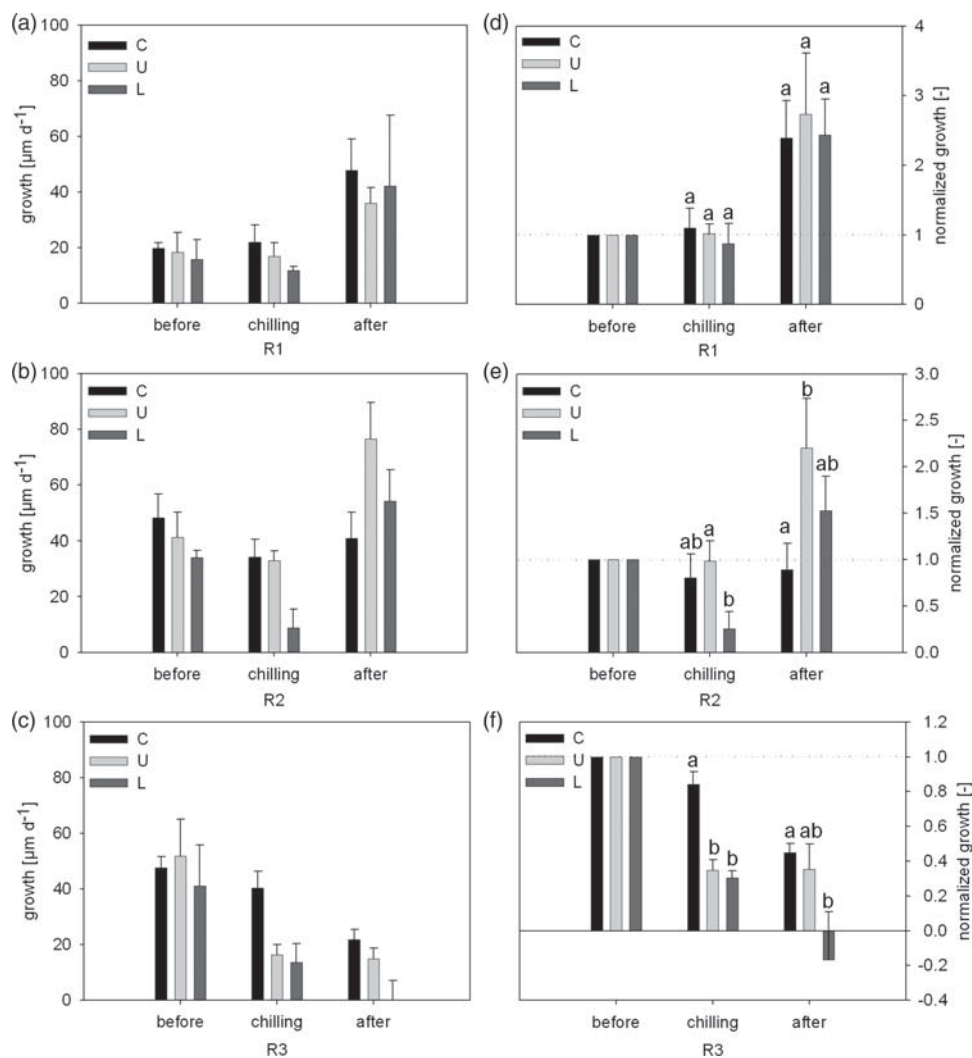 (a)
100
80
60
40
20
0
growth [µm d⁻¹]
C
U
L
before chilling after
R1
(d)
4
3
2
1
0
normalized growth [-]
C
U
L
a a a
a a a
before chilling after
R1
(b)
100
80
60
40
20
0
growth [µm d⁻¹]
C
U
L
before chilling after
R2
(e)
3.0
2.5
2.0
1.5
1.0
0.5
0.0
normalized growth [-]
C
U
L
ab a b
a b ab
before chilling after
R2
(c)
100
80
60
40
20
0
growth [µm d⁻¹]
C
U
L
before chilling after
R3
(f)
1.2
1.0
0.8
0.6
0.4
0.2
0.0
-0.2
-0.4
normalized growth [-]
C
U
L
a b b
a ab b
before chilling after
R3